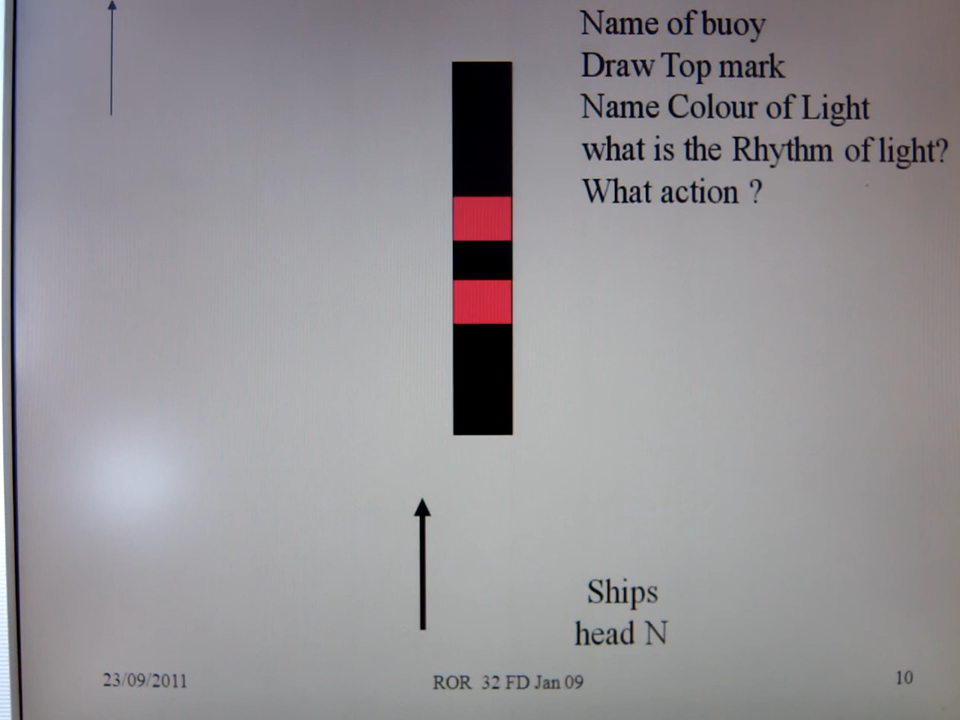 Name of buoy
Draw Top mark
Name Colour of Light
what is the Rhythm of light?
What action ?
Ships
head N
23/09/2011
ROR 32 FD Jan 09
10